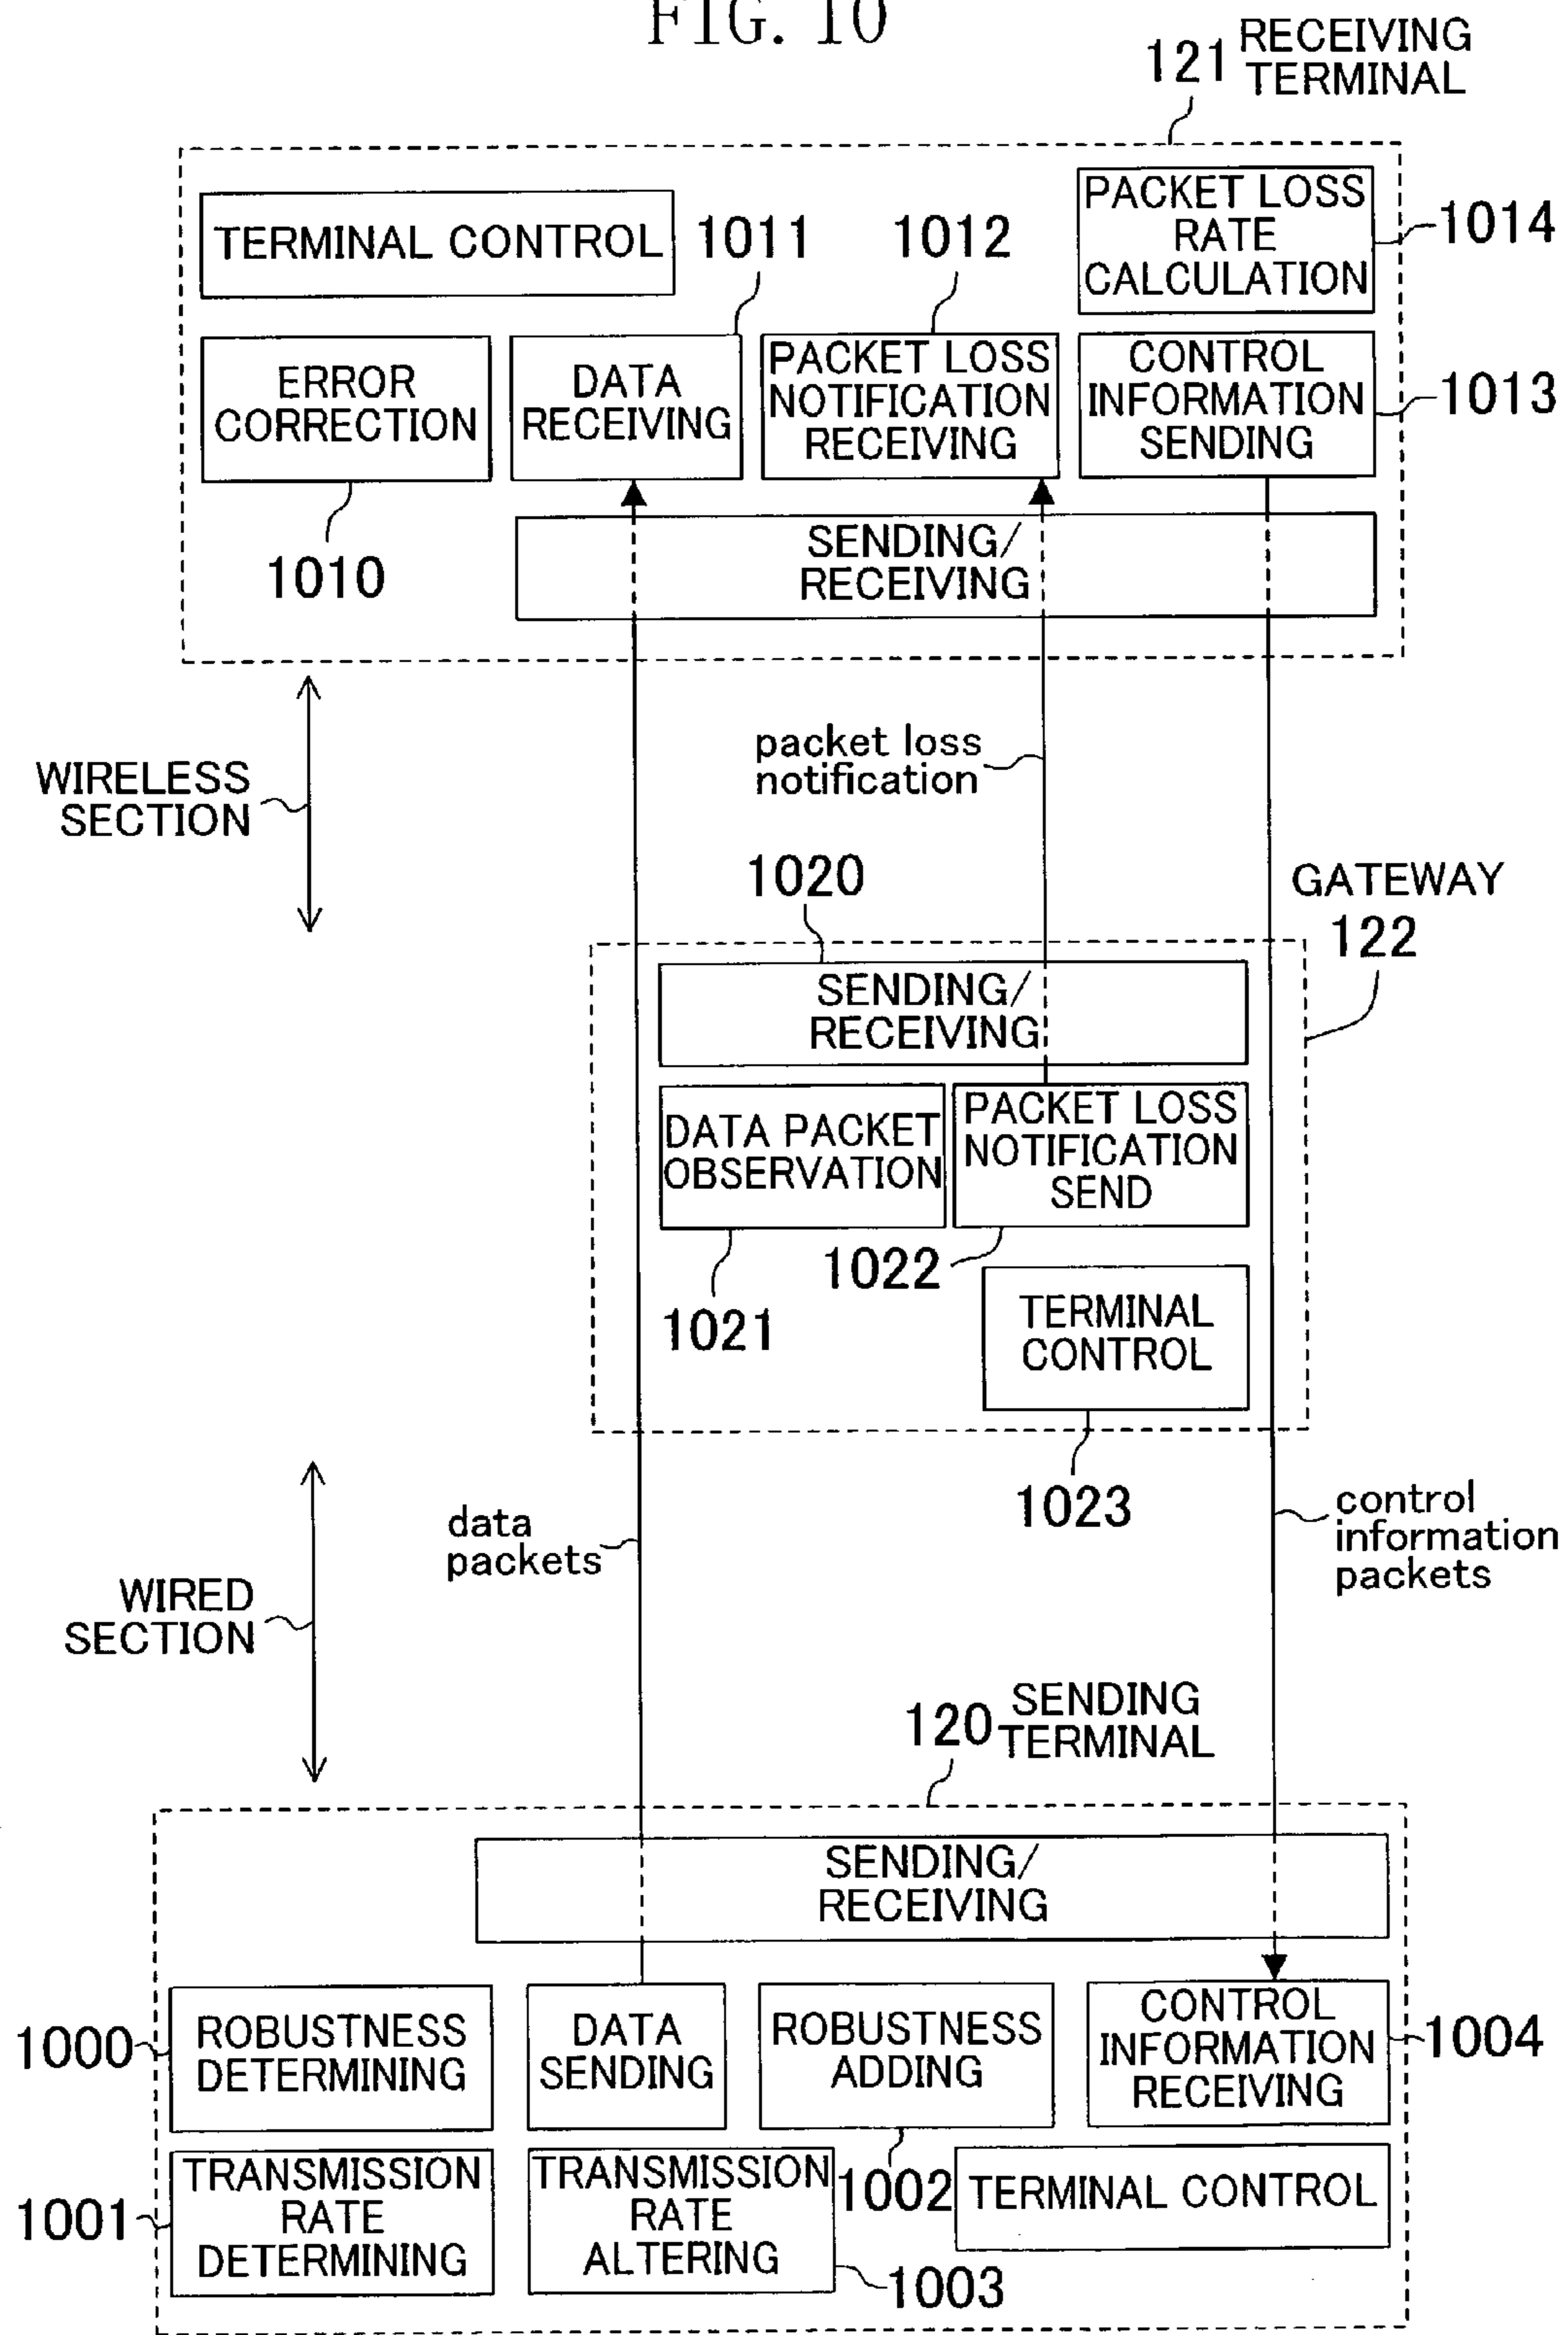 FIG. 10
121 RECEIVING
TERMINAL
TERMINAL CONTROL
1011
1012
PACKET LOSS
RATE
CALCULATION
1014
ERROR
CORRECTION
DATA
RECEIVING
PACKET LOSS
NOTIFICATION
RECEIVING
CONTROL
INFORMATION
SENDING
1013
1010
SENDING/
RECEIVING
WIRELESS
SECTION
packet loss
notification
1020
GATEWAY
122
SENDING/
RECEIVING
DATA PACKET
OBSERVATION
PACKET LOSS
NOTIFICATION
SEND
1022
1021
TERMINAL
CONTROL
1023
data
packets
control
information
packets
WIRED
SECTION
120 SENDING
TERMINAL
SENDING/
RECEIVING
1000
ROBUSTNESS
DETERMINING
DATA
SENDING
ROBUSTNESS
ADDING
CONTROL
INFORMATION
RECEIVING
1004
1001
TRANSMISSION
RATE
DETERMINING
TRANSMISSION
RATE
ALTERING
1002
TERMINAL CONTROL
1003